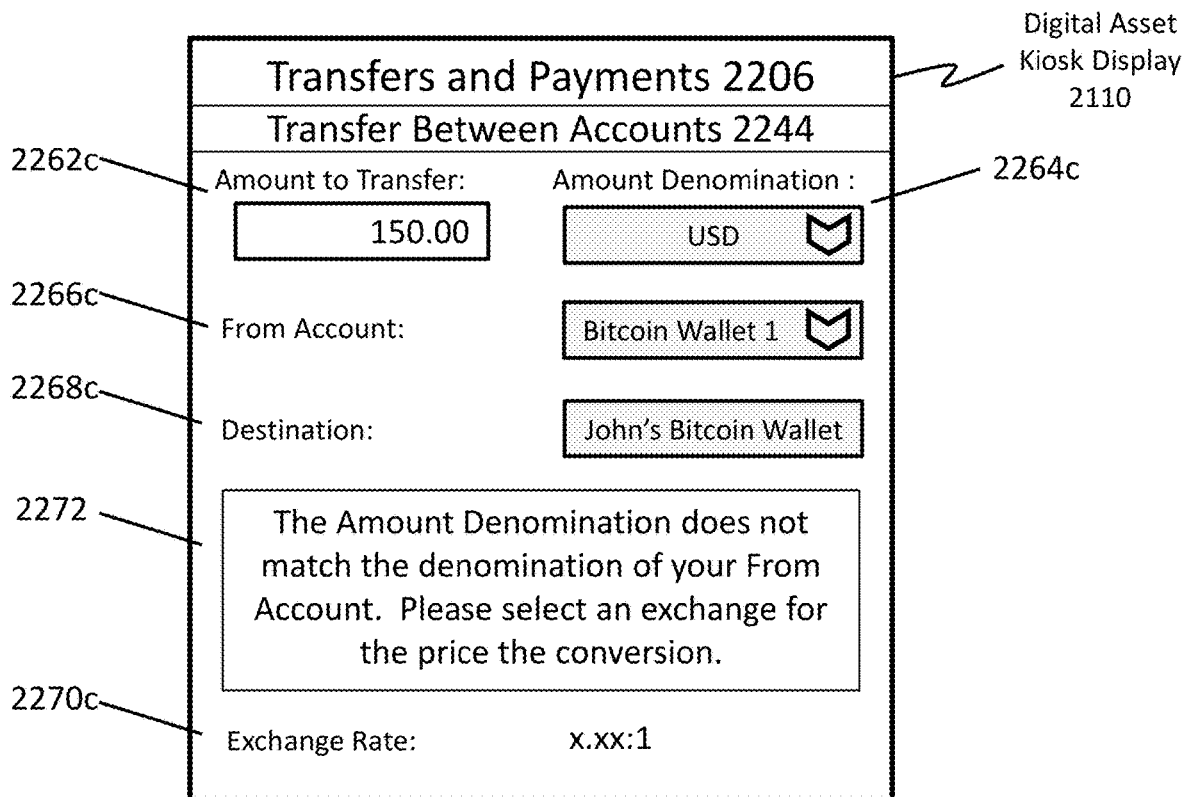 Digital Asset
Kiosk Display
2110
Transfers and Payments 2206
Transfer Between Accounts 2244
2262c
2264c
Amount to Transfer: Amount Denomination :
150.00 USD
2266c
From Account: Bitcoin Wallet 1
2268c
Destination: John's Bitcoin Wallet
2272
The Amount Denomination does not
match the denomination of your From
Account. Please select an exchange for
the price the conversion.
2270c
Exchange Rate: x.xx:1